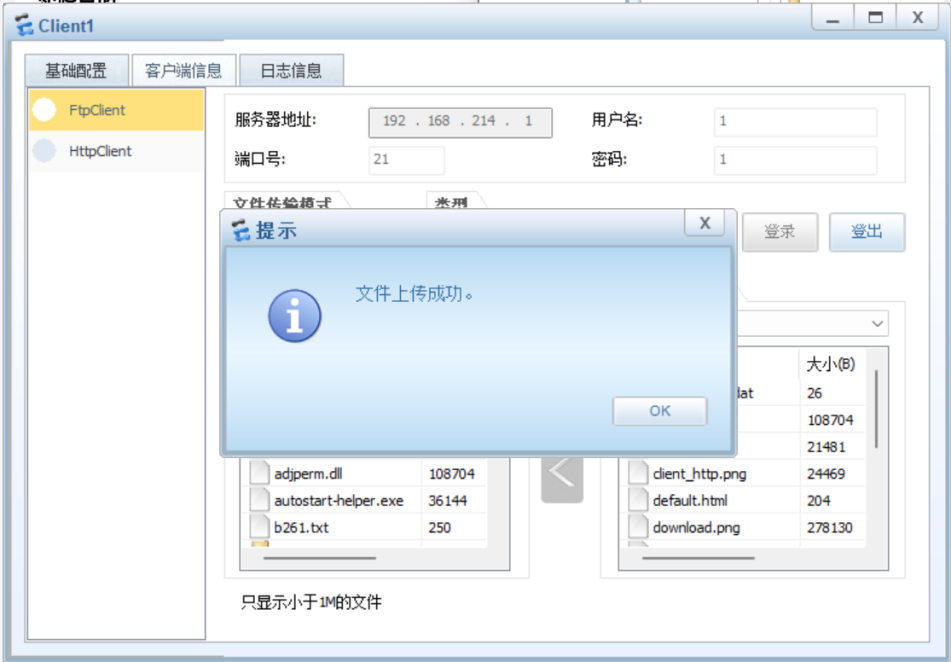 Client1
X
基础配置 客户端信息 日志信息
FtpClient
HttpClient
服务器地址: 192 . 168 . 214 . 1 用户名: 1
端口号: 21 密码: 1
文件传输模式 类型
登录 登出
提示 X
文件上传成功。
OK
大小(B)
dat 26
108704
21481
adjperm.dll 108704 client_http.png 24469
autostart-helper.exe 36144 default.html 204
b261.txt 250 download.png 278130
只显示小于1M的文件